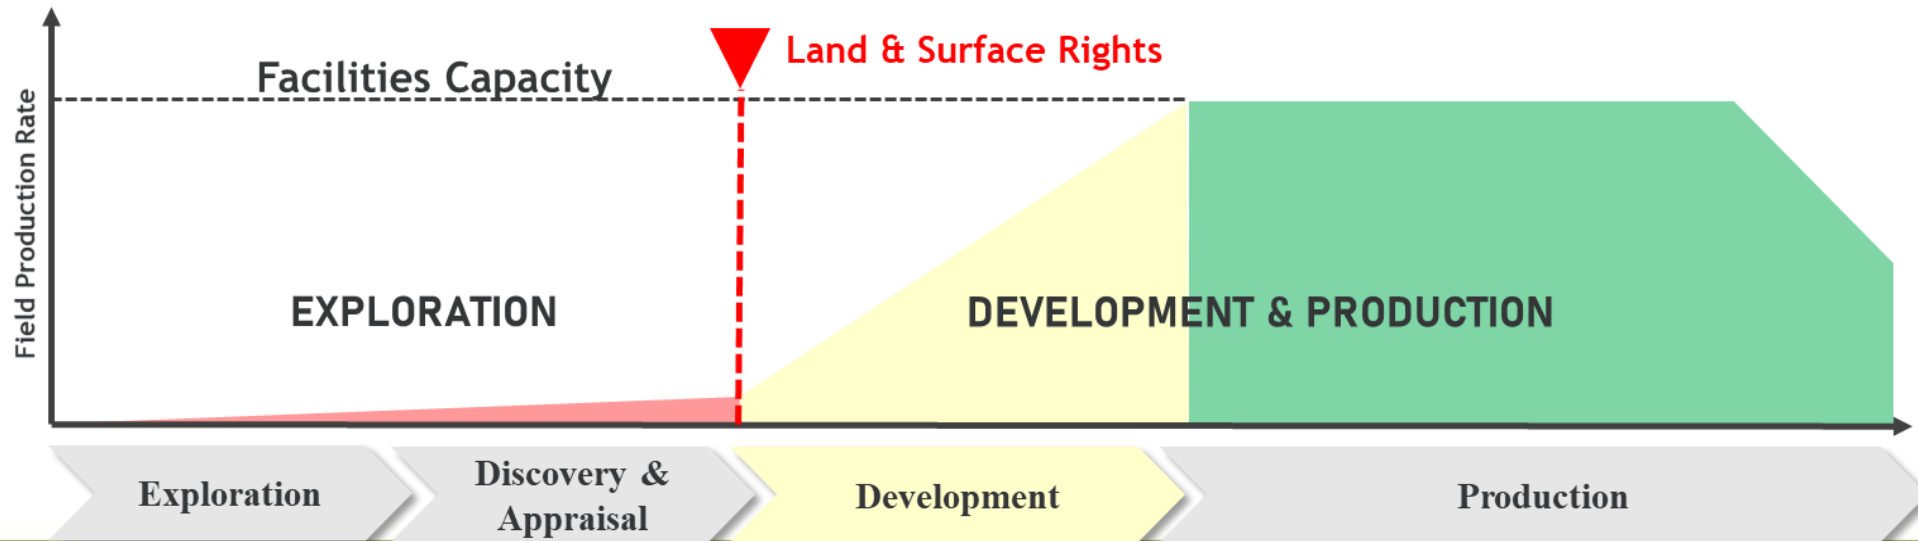 Land & Surface Rights
Facilities Capacity
Field Production Rate
EXPLORATION
DEVELOPMENT & PRODUCTION
Exploration
Discovery &
Appraisal
Development
Production